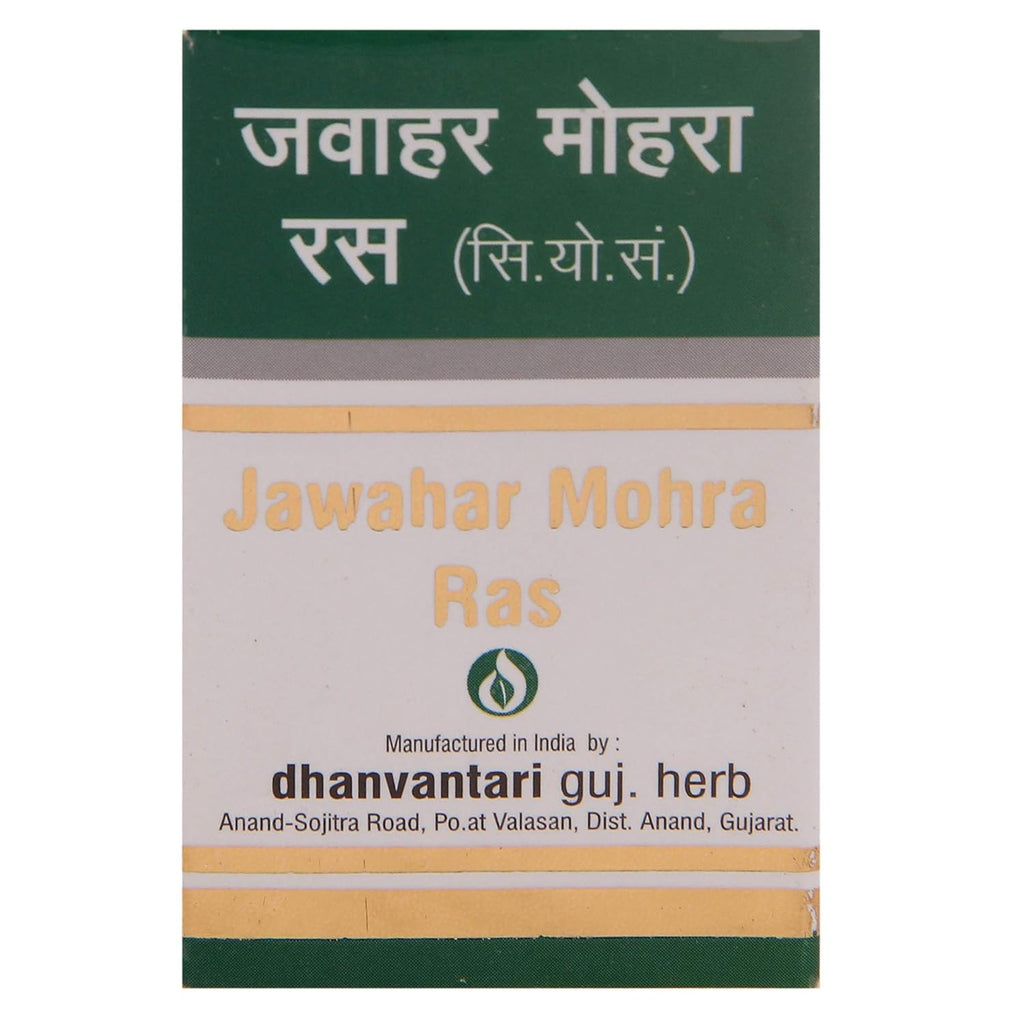 जवाहर मोहरा
रस (सि.यो.सं.)
Jawahar Mohra
Ras
Manufactured in India by :
dhanvantari guj. herb
Anand-Sojitra Road, Po.at Valasan, Dist. Anand, Gujarat.